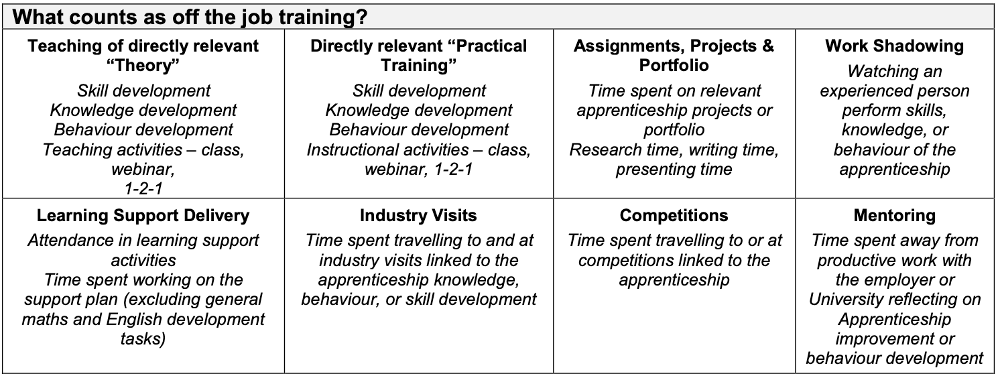 What counts as off the job training?
Teaching of directly relevant
“Theory”
Skill development
Knowledge development
Behaviour development
Teaching activities – class,
webinar,
1-2-1
Directly relevant “Practical
Training”
Skill development
Knowledge development
Behaviour development
Instructional activities – class,
webinar, 1-2-1
Assignments, Projects &
Portfolio
Time spent on relevant
apprenticeship projects or
portfolio
Research time, writing time,
presenting time
Work Shadowing
Watching an
experienced person
perform skills,
knowledge, or
behaviour of the
apprenticeship
Learning Support Delivery
Attendance in learning support
activities
Time spent working on the
support plan (excluding general
maths and English development
tasks)
Industry Visits
Time spent travelling to and at
industry visits linked to the
apprenticeship knowledge,
behaviour, or skill development
Competitions
Time spent travelling to or at
competitions linked to the
apprenticeship
Mentoring
Time spent away from
productive work with
the employer or
University reflecting on
Apprenticeship
improvement or
behaviour development